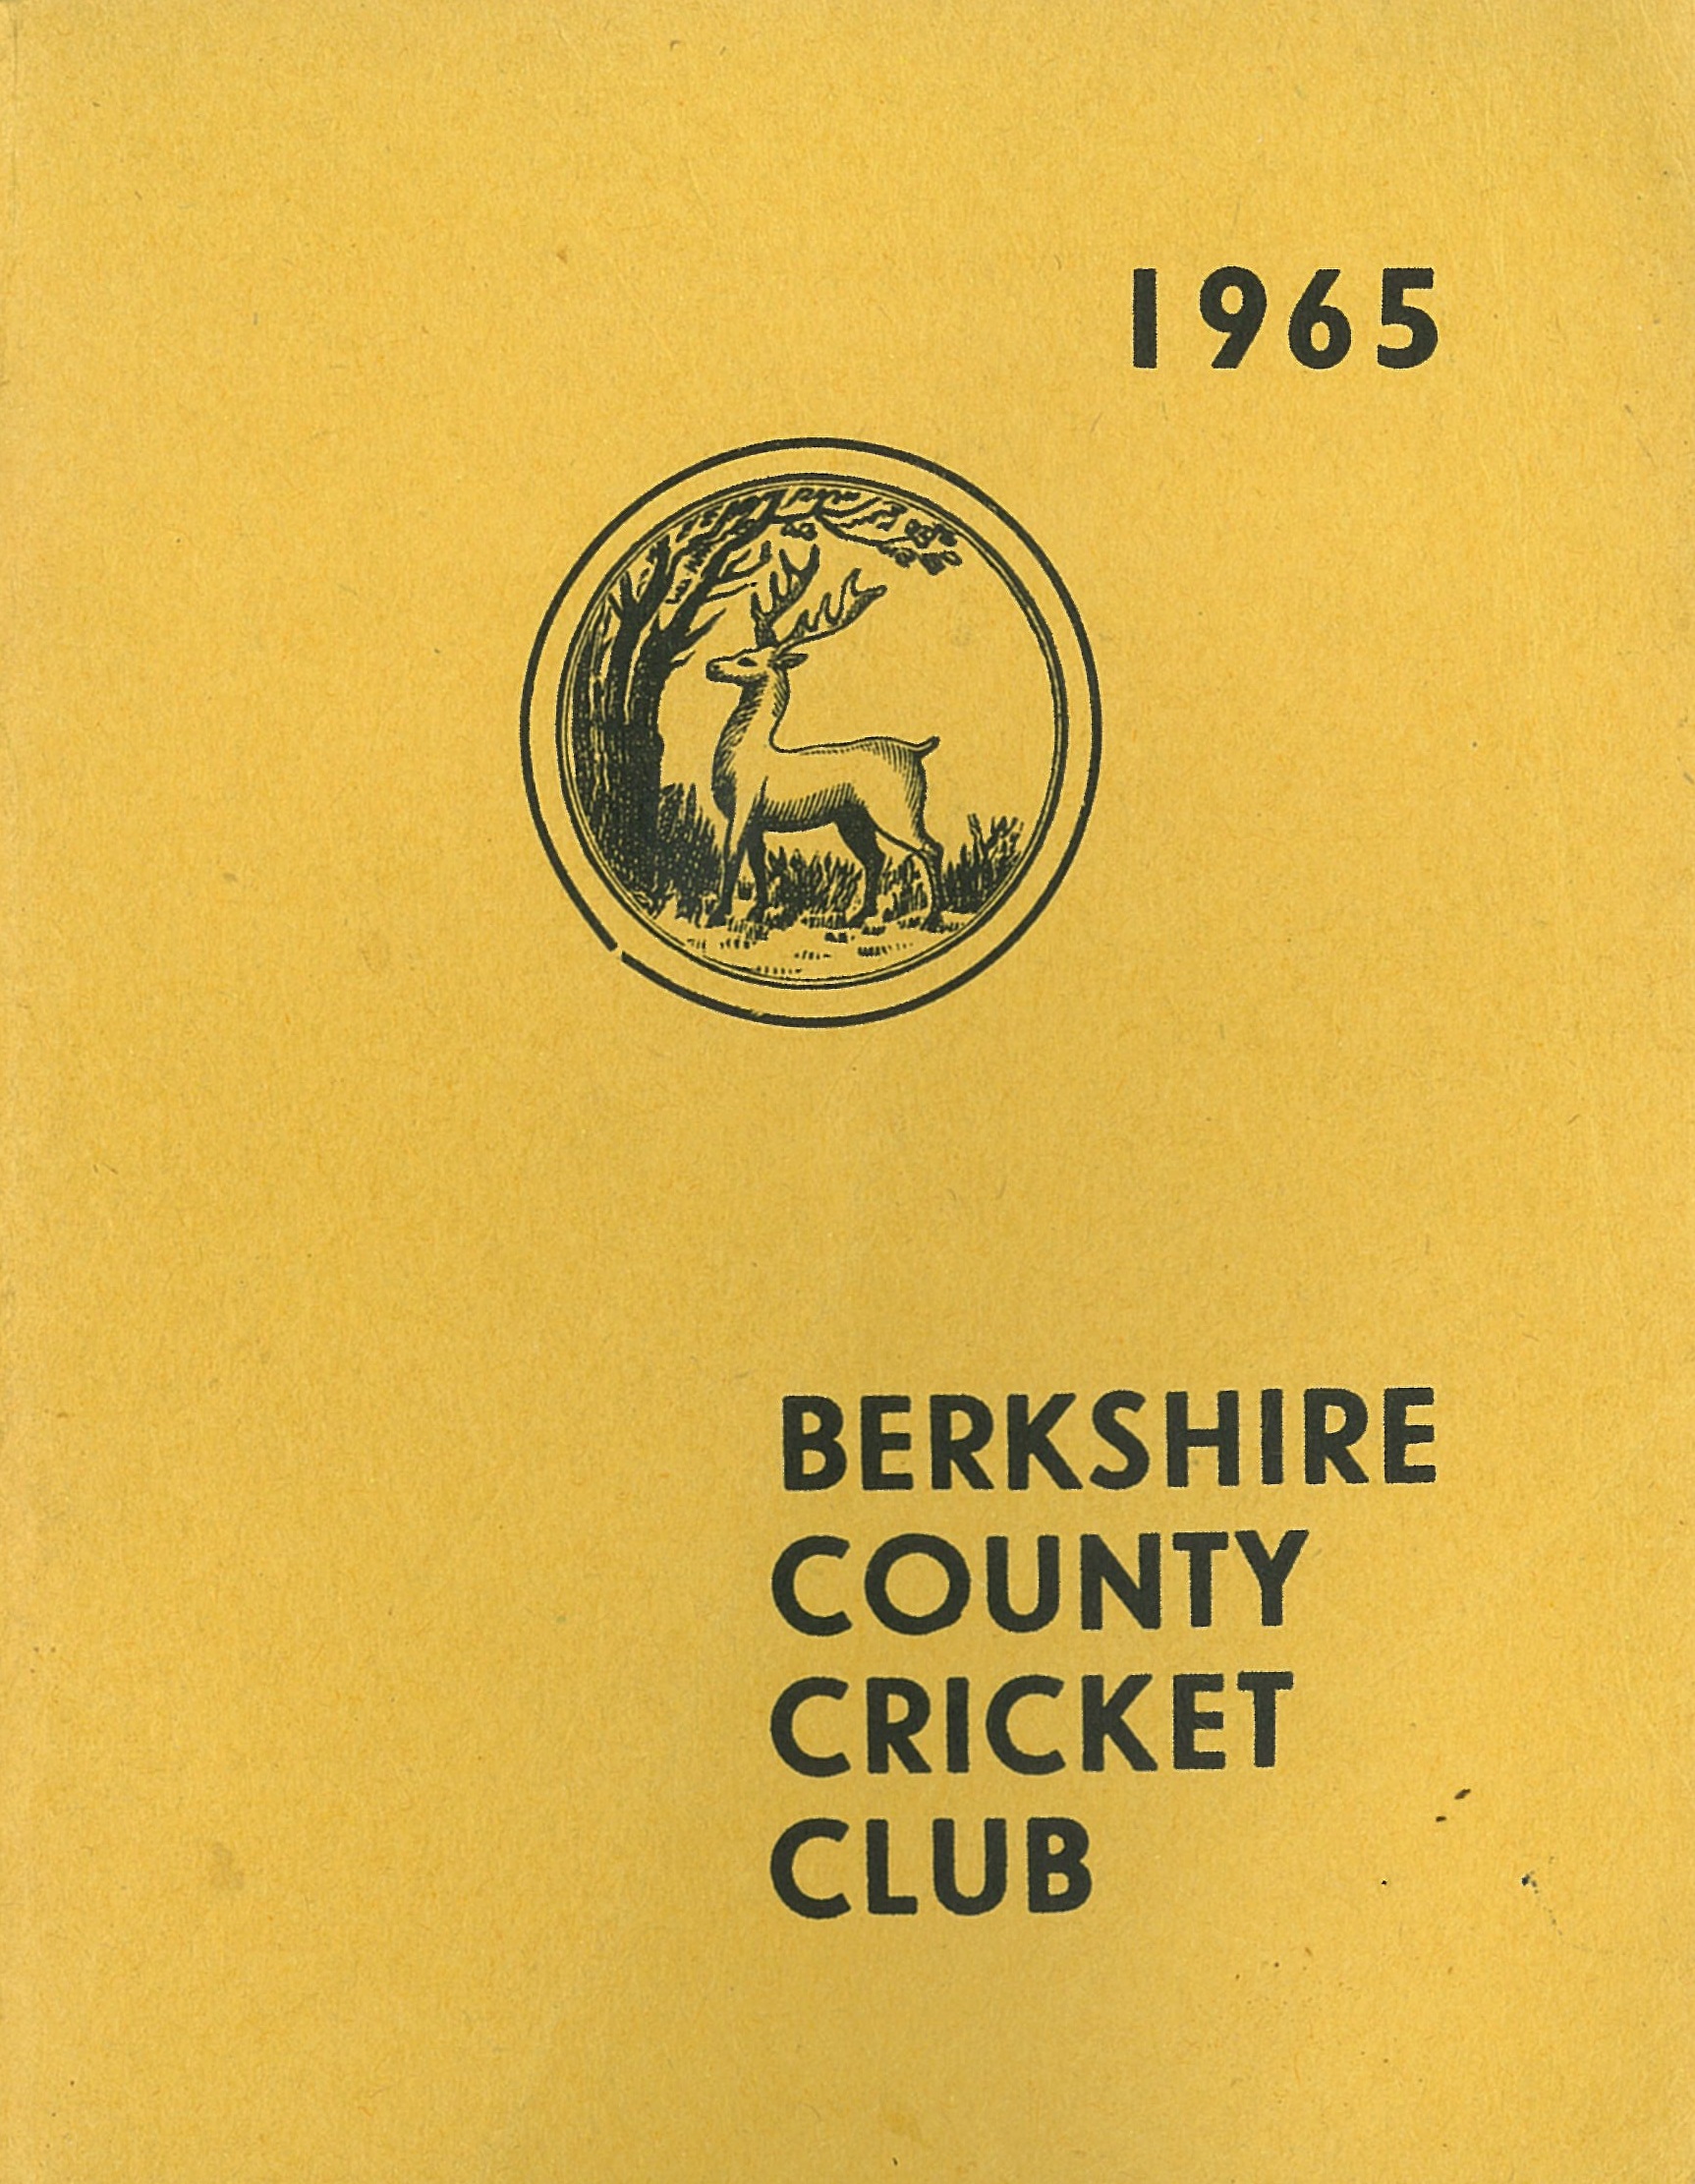 1965
BERKSHIRE
COUNTY
CRICKET
CLUB